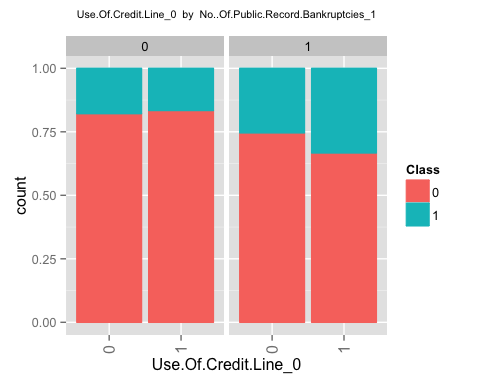 Use.Of.Credit.Line_0 by No..Of.Public.Record.Bankruptcies_1
0 1
1.00
0.75
0.50
0.25
0.00
count
0 1 0 1
Use.Of.Credit.Line_0
Class
0
1